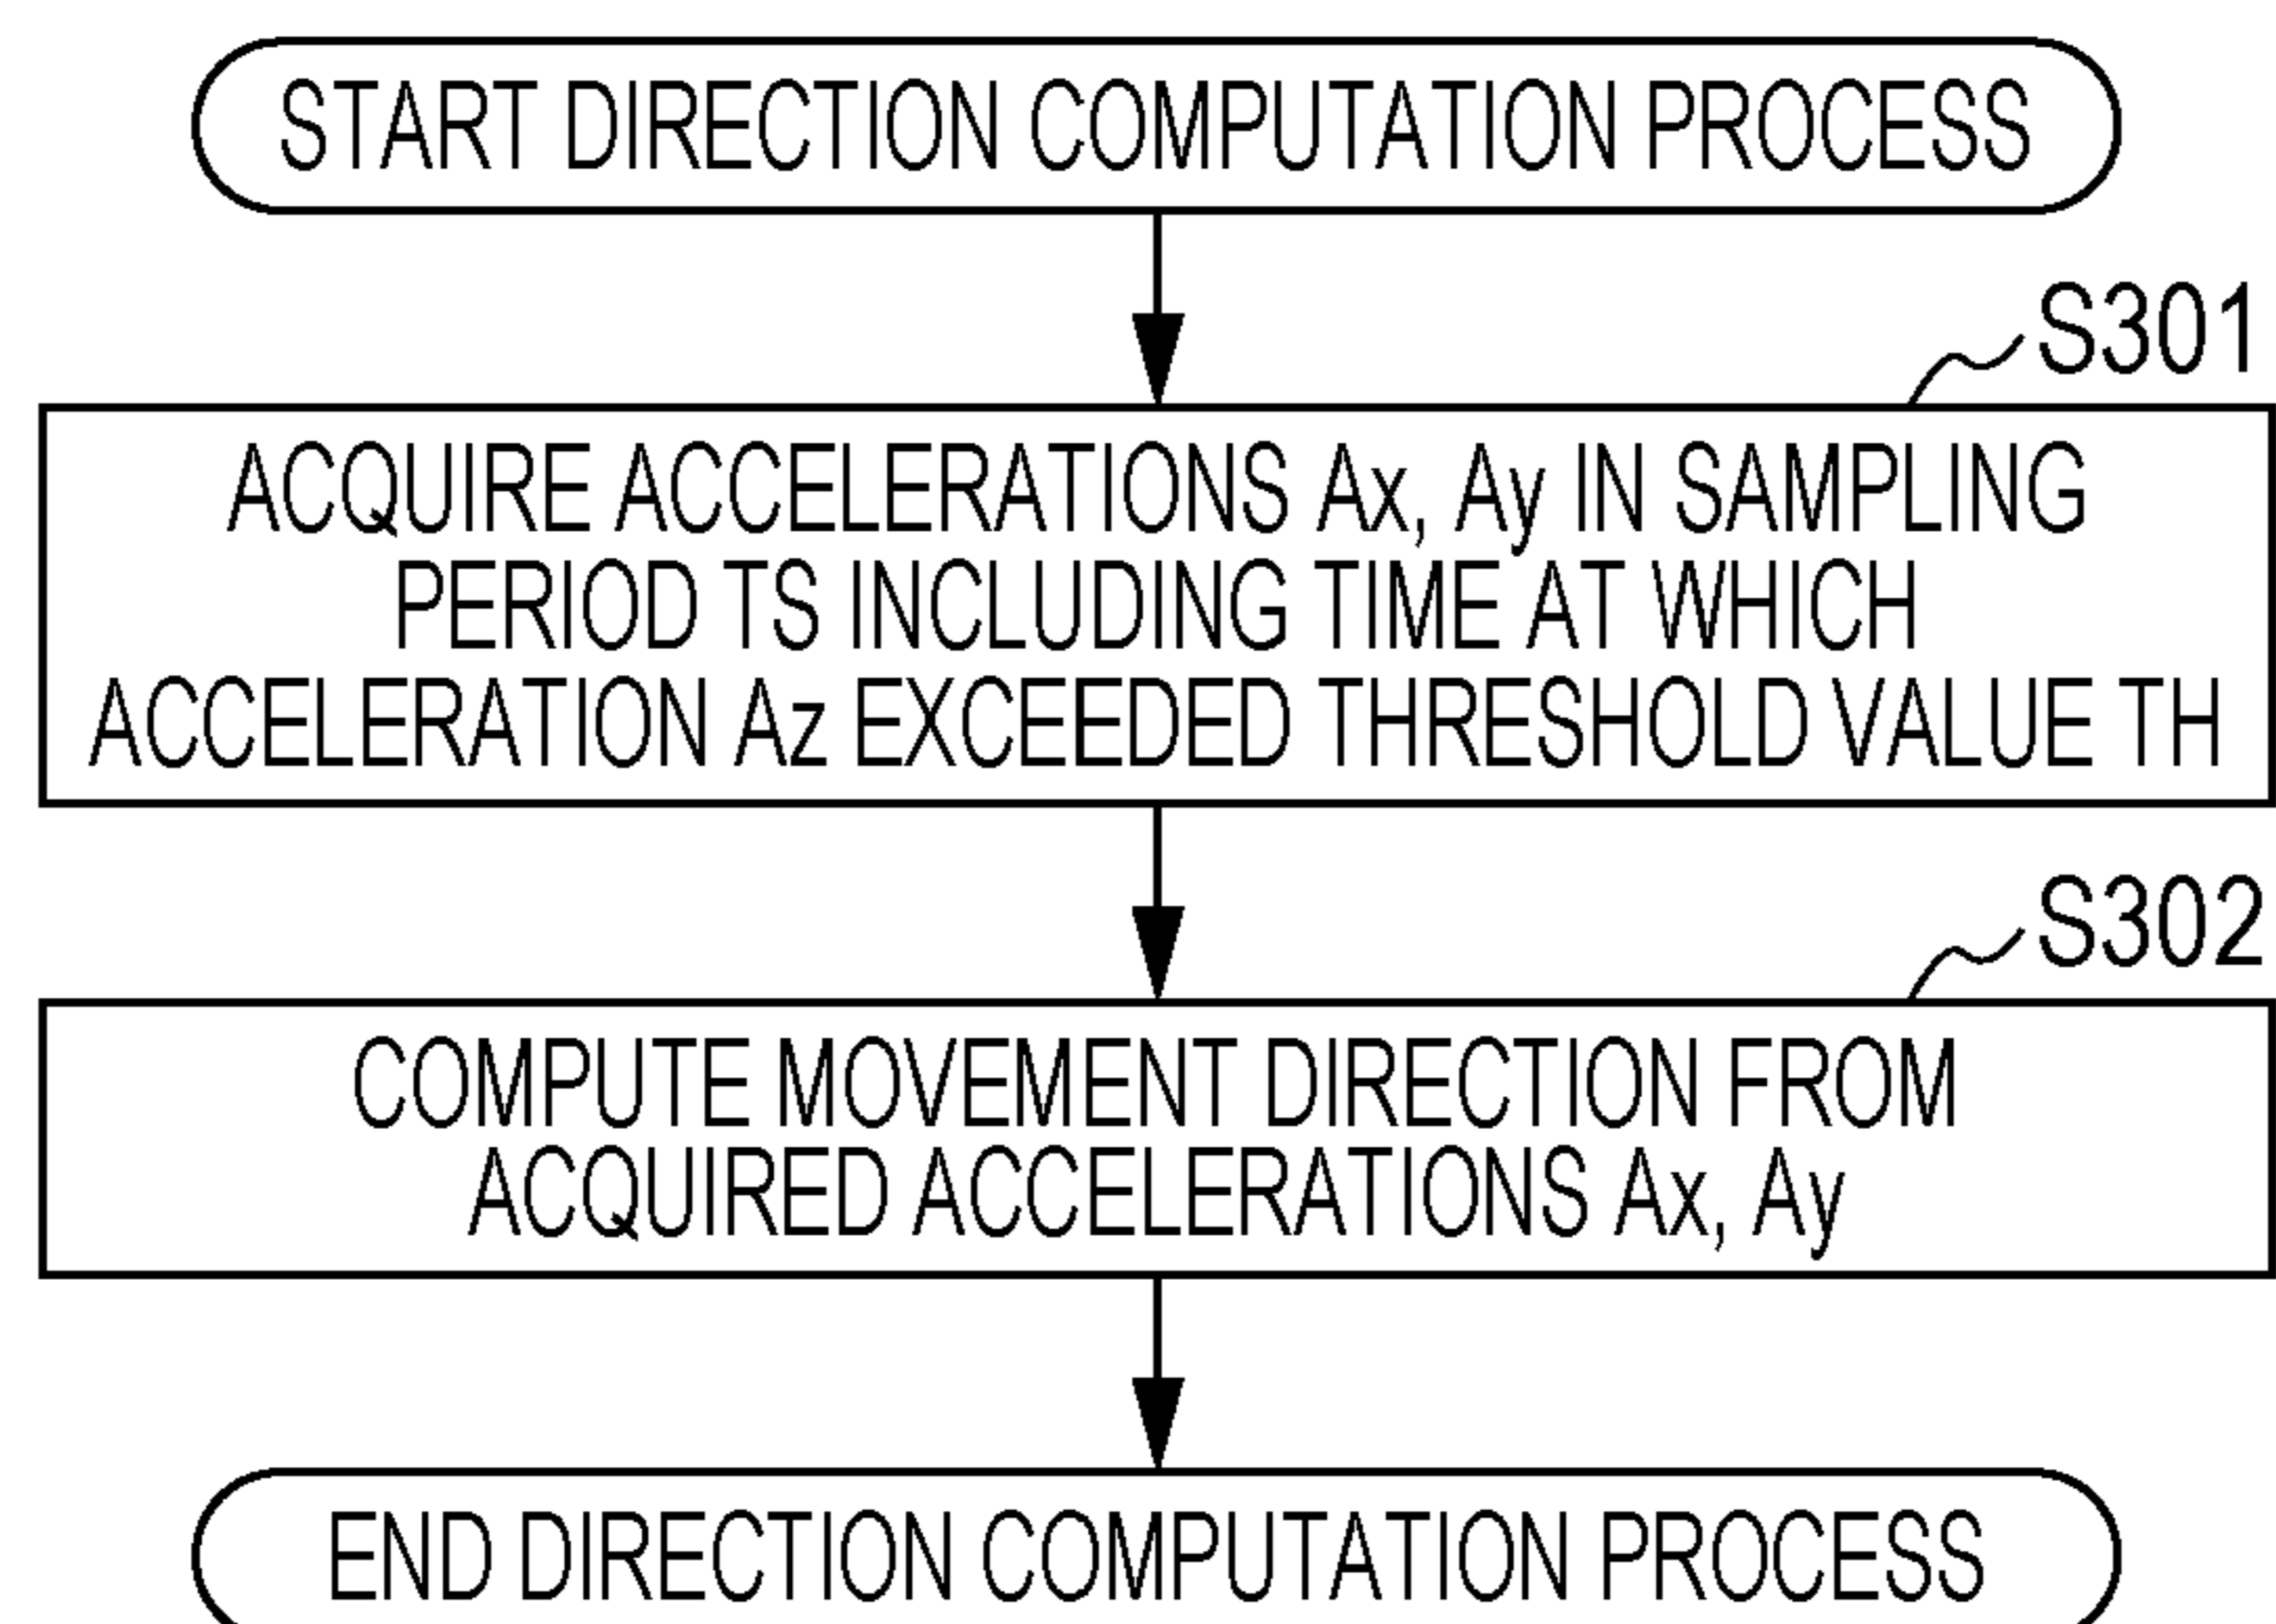 START DIRECTION COMPUTATION PROCESS
S301
ACQUIRE ACCELERATIONS Ax, Ay IN SAMPLING
PERIOD TS INCLUDING TIME AT WHICH
ACCELERATION Az EXCEEDED THRESHOLD VALUE TH
S302
COMPUTE MOVEMENT DIRECTION FROM
ACQUIRED ACCELERATIONS Ax, Ay
END DIRECTION COMPUTATION PROCESS